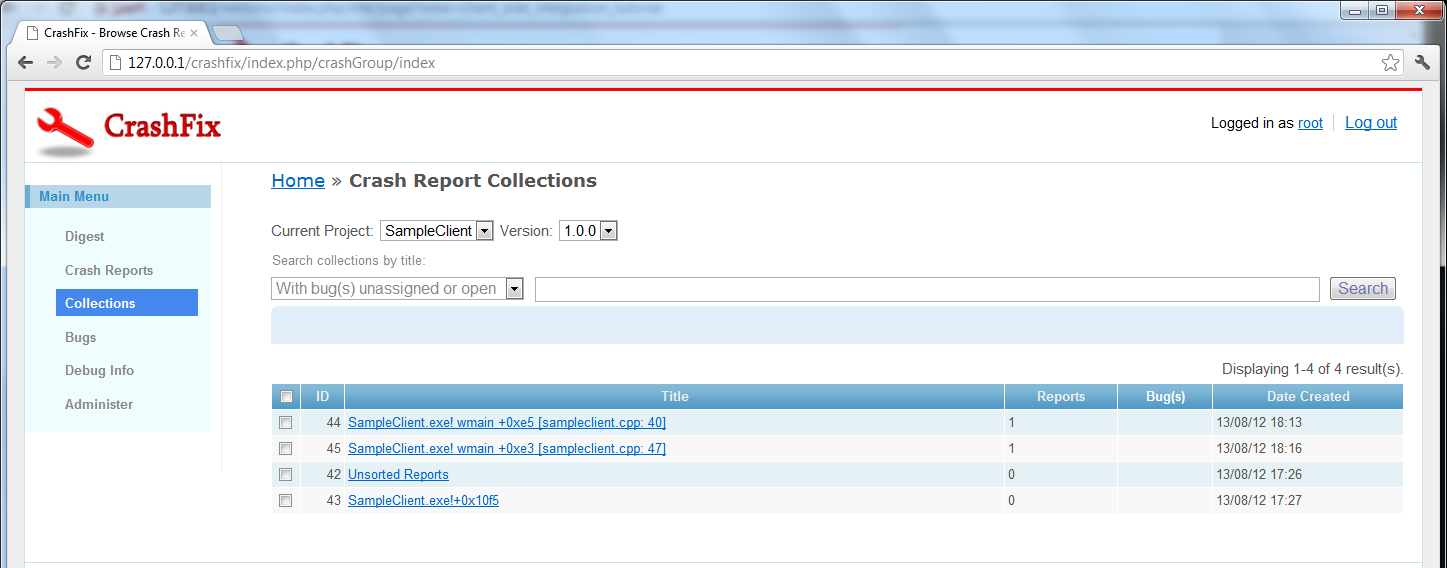 CrashFix - Browse Crash Re
127.0.0.1/crashfix/index.php/crashGroup/index
CrashFix
Logged in as root Log out
Main Menu
Digest
Crash Reports
Collections
Bugs
Debug Info
Administer
Home » Crash Report Collections
Current Project: SampleClient Version: 1.0.0
Search collections by title:
With bug(s) unassigned or open Search
Displaying 1-4 of 4 result(s).
ID Title Reports Bug(s) Date Created
44 SampleClient.exe! wmain +0xe5 [sampleclient.cpp: 40] 1 13/08/12 18:13
45 SampleClient.exe! wmain +0xe3 [sampleclient.cpp: 47] 1 13/08/12 18:16
42 Unsorted Reports 0 13/08/12 17:26
43 SampleClient.exe!+0x10f5 0 13/08/12 17:27